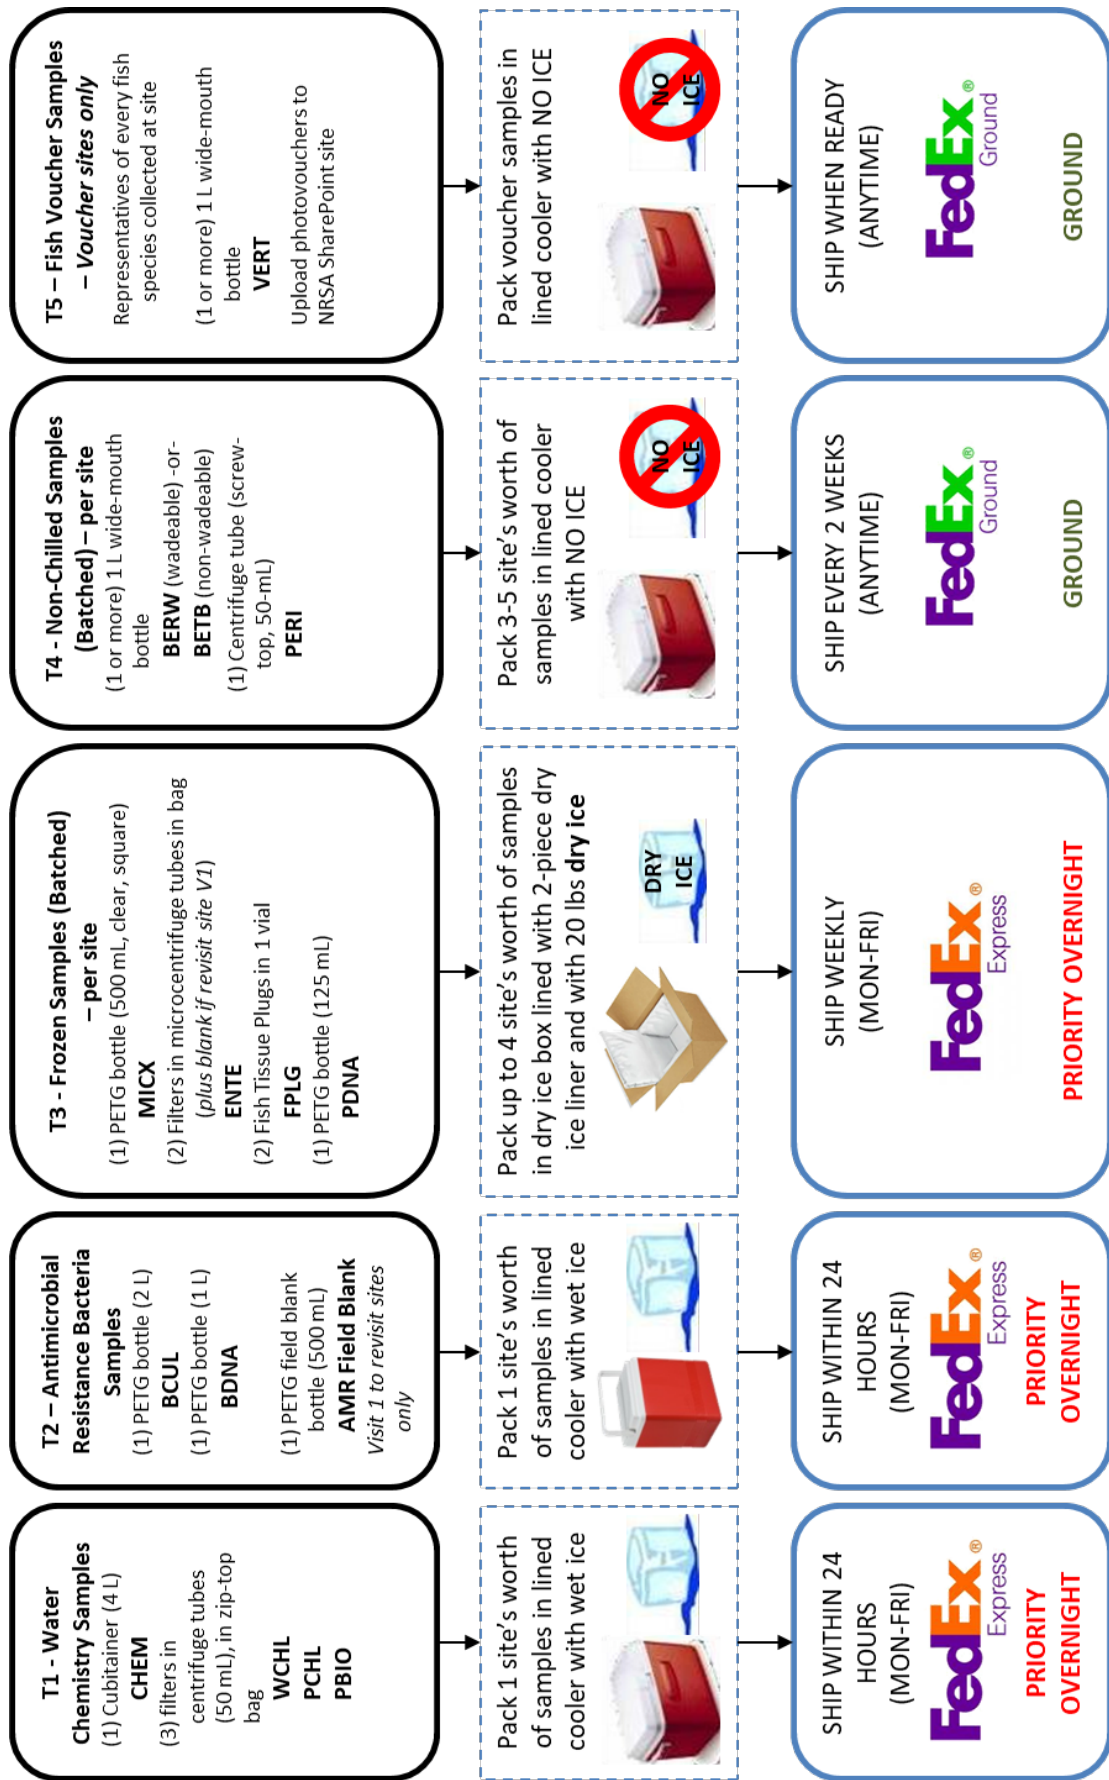 T1 - Water
Chemistry Samples
(1) Cubitainer (4 L)
CHEM
(3) filters in
centrifuge tubes
(50 mL), in zip-top
bag
WCHL
PCHL
PBIO
Pack 1 site's worth
of samples in lined
cooler with wet ice
SHIP WITHIN 24
HOURS
(MON-FRI)
FedEx®
Express
PRIORITY
OVERNIGHT
T2 – Antimicrobial
Resistance Bacteria
Samples
(1) PETG bottle (2 L)
BCUL
(1) PETG bottle (1 L)
BDNA
(1) PETG field blank
bottle (500 mL)
AMR Field Blank
Visit 1 to revisit sites
only
Pack 1 site's worth
of samples in lined
cooler with wet ice
SHIP WITHIN 24
HOURS
(MON-FRI)
FedEx®
Express
PRIORITY
OVERNIGHT
T3 - Frozen Samples (Batched)
– per site
(1) PETG bottle (500 mL, clear, square)
MICX
(2) Filters in microcentrifuge tubes in bag
(plus blank if revisit site V1)
ENTE
(2) Fish Tissue Plugs in 1 vial
FPLG
(1) PETG bottle (125 mL)
PDNA
Pack up to 4 site's worth of samples
in dry ice box lined with 2-piece dry
ice liner and with 20 lbs dry ice
DRY
ICE
SHIP WEEKLY
(MON-FRI)
FedEx®
Express
PRIORITY OVERNIGHT
T4 - Non-Chilled Samples
(Batched) – per site
(1 or more) 1 L wide-mouth
bottle
BERW (wadeable) -or-
BETB (non-wadeable)
(1) Centrifuge tube (screw-
top, 50-mL)
PERI
Pack 3-5 site's worth of
samples in lined cooler
with NO ICE
NO
ICE
SHIP EVERY 2 WEEKS
(ANYTIME)
FedEx®
Ground
GROUND
T5 – Fish Voucher Samples
– Voucher sites only
Representatives of every fish
species collected at site
(1 or more) 1 L wide-mouth
bottle
VERT
Upload photovouchers to
NRSA SharePoint site
Pack voucher samples in
lined cooler with NO ICE
NO
ICE
SHIP WHEN READY
(ANYTIME)
FedEx®
Ground
GROUND